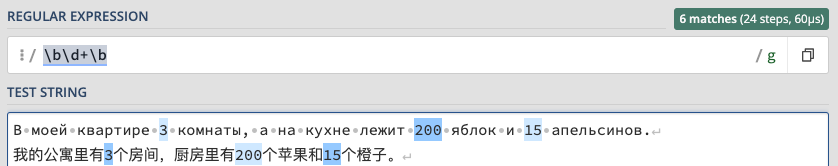 REGULAR EXPRESSION
6 matches (24 steps, 60μs)
/ \b\d+\b / g
TEST STRING
В моей квартире 3 комнаты, а на кухне лежит 200 яблок и 15 апельсинов.
我的公寓里有3个房间，厨房里有200个苹果和15个橙子。